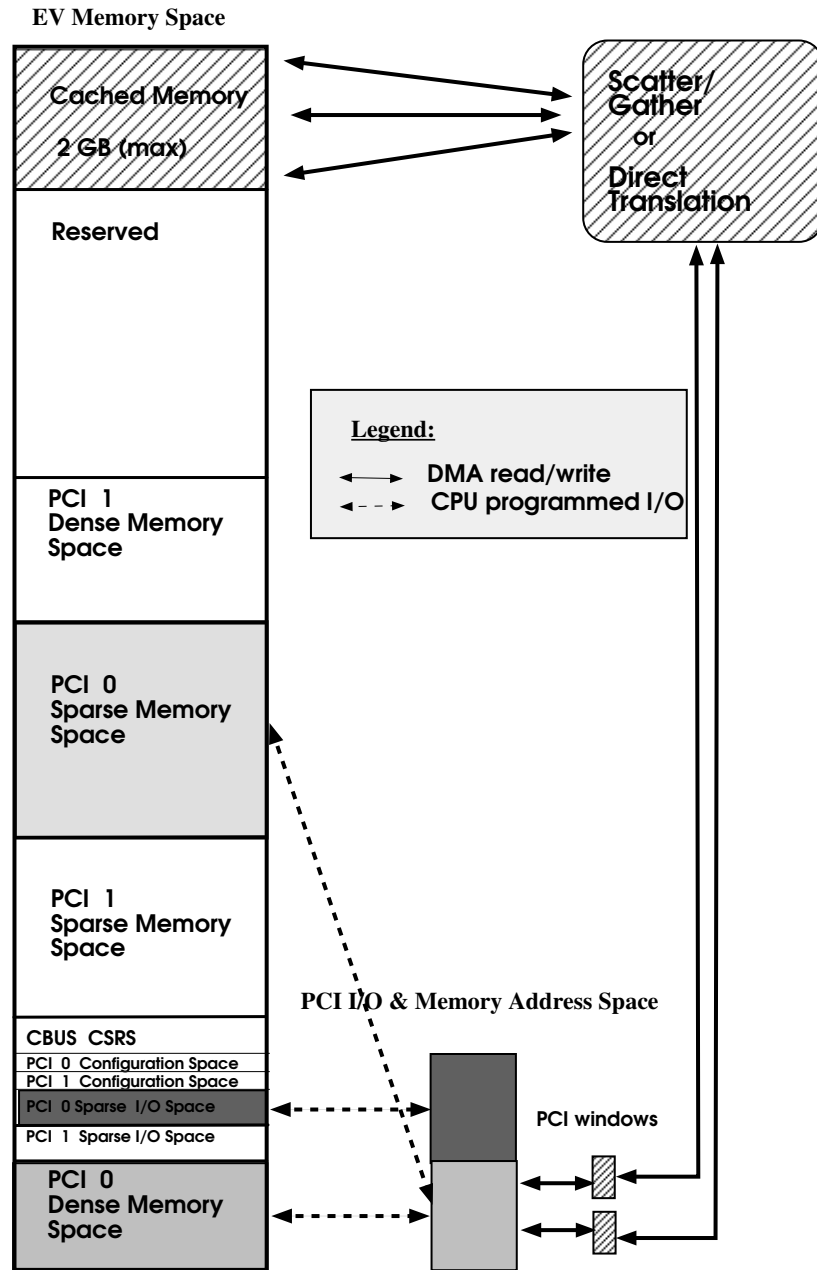 EV Memory Space
Cached Memory
2 GB (max)
Scatter/
Gather
or
Direct
Translation
Reserved
Legend:
DMA read/write
CPU programmed I/O
PCI 1
Dense Memory
Space
PCI 0
Sparse Memory
Space
PCI 1
Sparse Memory
Space
PCI I/O & Memory Address Space
CBUS CSRS
PCI 0 Configuration Space
PCI 1 Configuration Space
PCI 0 Sparse I/O Space
PCI 1 Sparse I/O Space
PCI windows
PCI 0
Dense Memory
Space